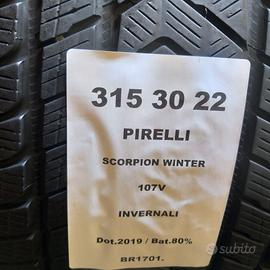 315 30 22
PIRELLI
SCORPION WINTER
107V
INVERNALI
Dot.2019 / Bat.80%
BR1701.
subito